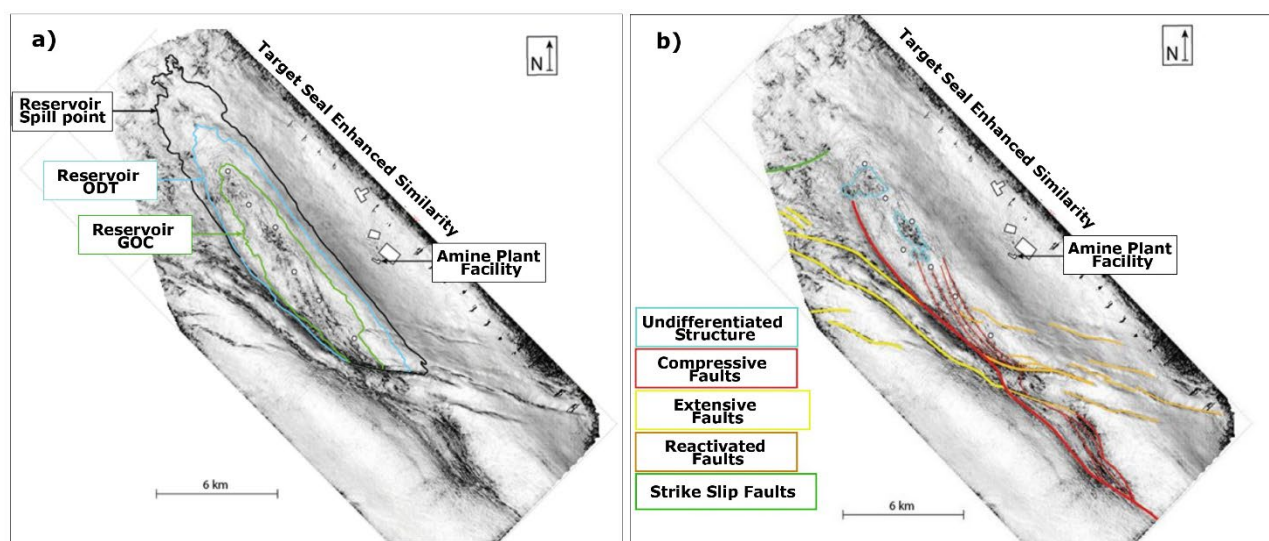 a)
N
Target Seal Enhanced Similarity
Reservoir
Spill point
Reservoir
ODT
Reservoir
GOC
Amine Plant
Facility
6 km
b)
N
Target Seal Enhanced Similarity
Amine Plant
Facility
Undifferentiated
Structure
Compressive
Faults
Extensive
Faults
Reactivated
Faults
Strike Slip Faults
6 km